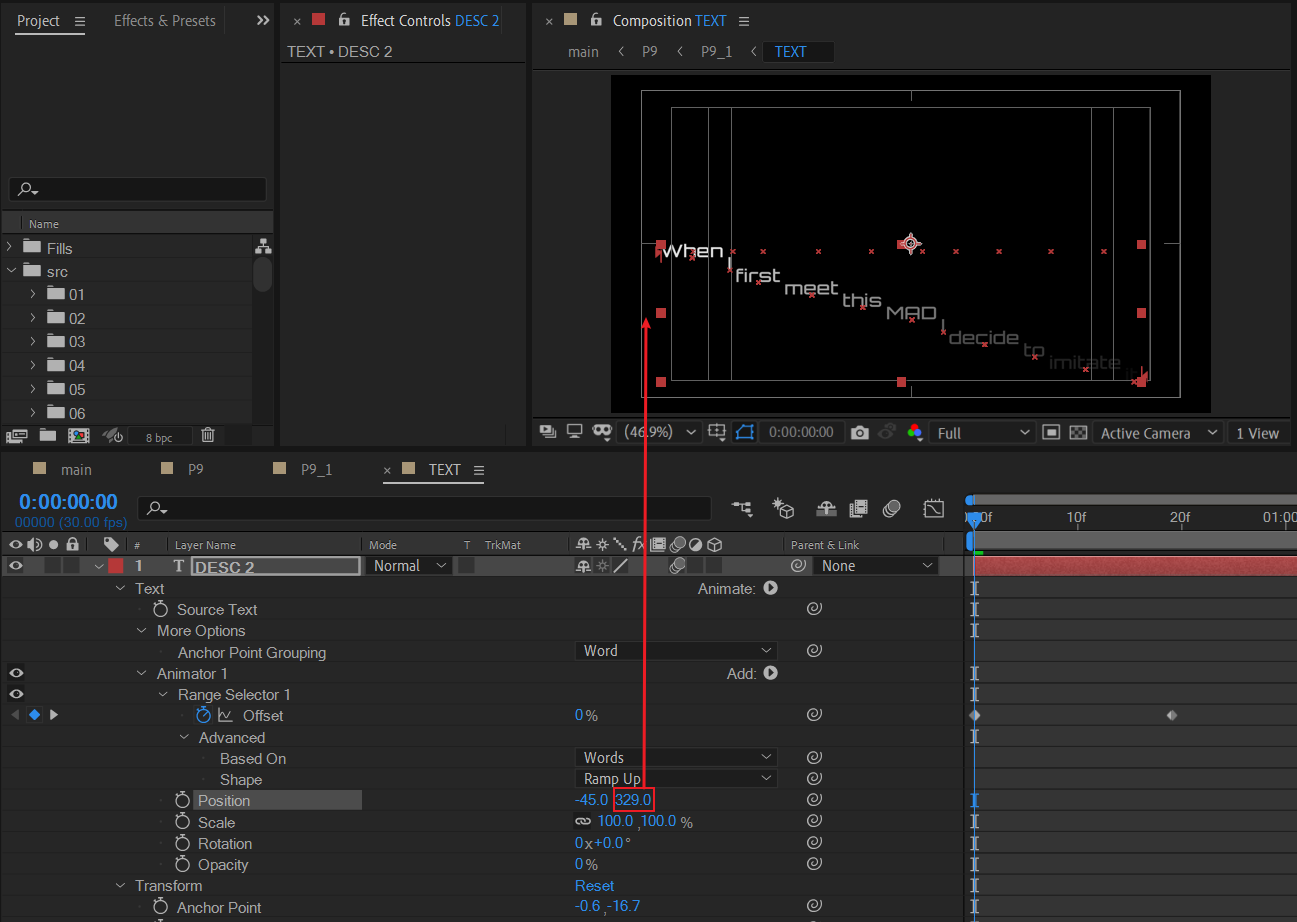 Project
Effects & Presets
Effect Controls DESC 2
Composition TEXT
TEXT • DESC 2
main < P9 < P9_1 < TEXT
Name
Fills
src
01
02
03
04
05
06
8 bpc
When I first meet this MAD I decide to imitate
(46.9%)
0:00:00:00
Full
Active Camera
1 View
main
P9
P9_1
TEXT
0:00:00:00
00000 (30.00 fps)
:00f
10f
20f
01:00
# Layer Name
Mode
T TrkMat
Parent & Link
1 T DESC 2
Normal
None
Text
Animate:
Source Text
More Options
Anchor Point Grouping
Word
Animator 1
Add:
Range Selector 1
Offset
0 %
Advanced
Based On
Words
Shape
Ramp Up
Position
-45.0 329.0
Scale
100.0 ,100.0 %
Rotation
0x+0.0°
Opacity
0 %
Transform
Reset
Anchor Point
-0.6 ,-16.7